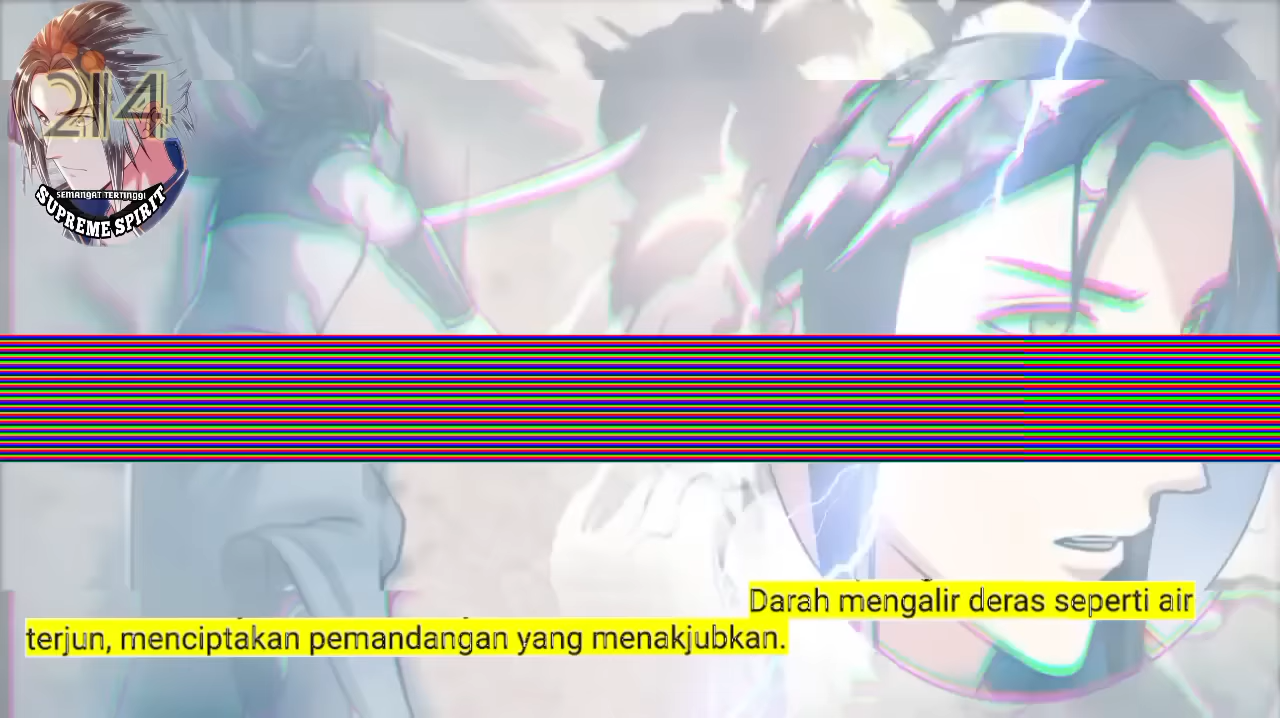 214
SEMANGAT TERTINGGI
SUPREME SPIRIT
Darah mengalir deras seperti air
terjun, menciptakan pemandangan yang menakjubkan.